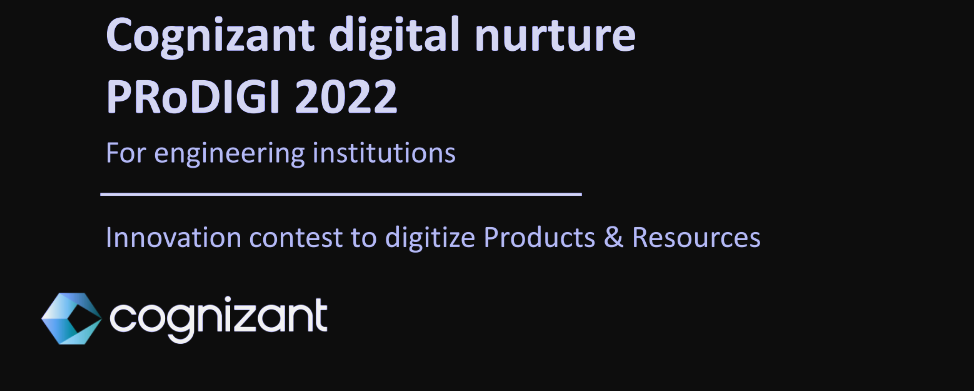 Cognizant digital nurture
PRoDIGI 2022
For engineering institutions
Innovation contest to digitize Products & Resources
cognizant